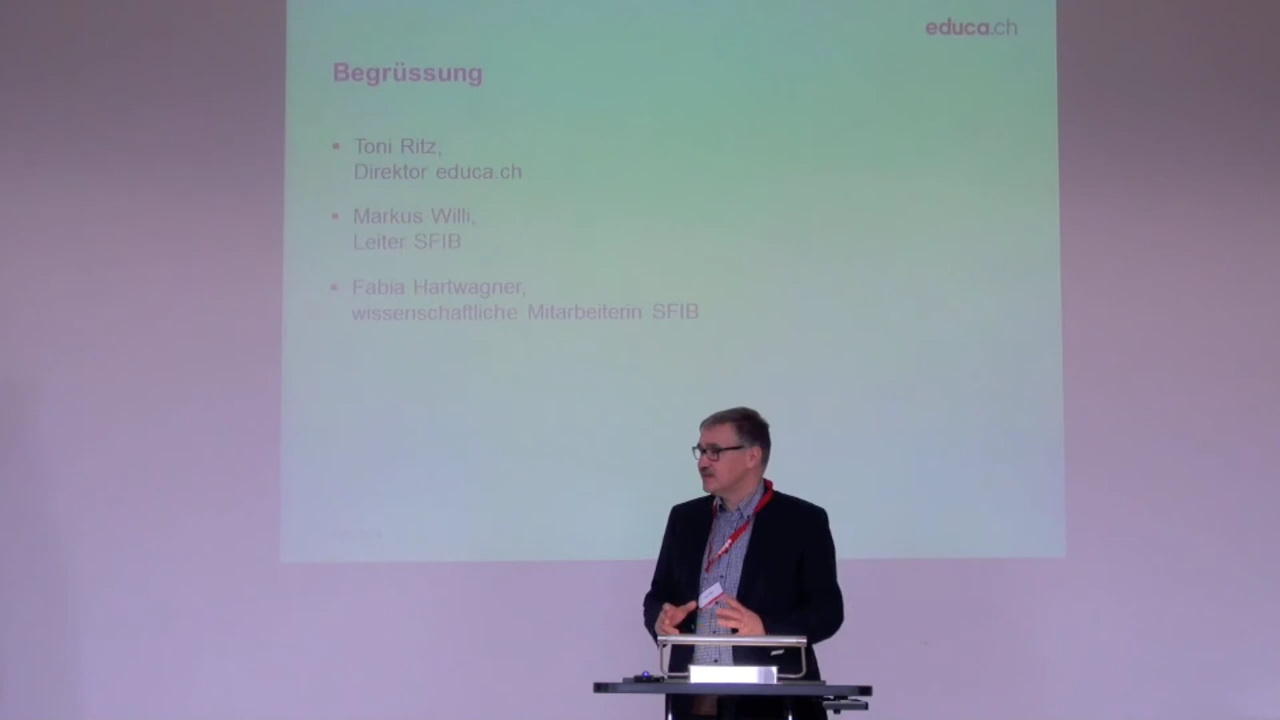 educa.ch
Begrüssung
▪ Toni Ritz,
Direktor educa.ch
▪ Markus Willi,
Leiter SFIB
▪ Fabia Hartwagner,
wissenschaftliche Mitarbeiterin SFIB